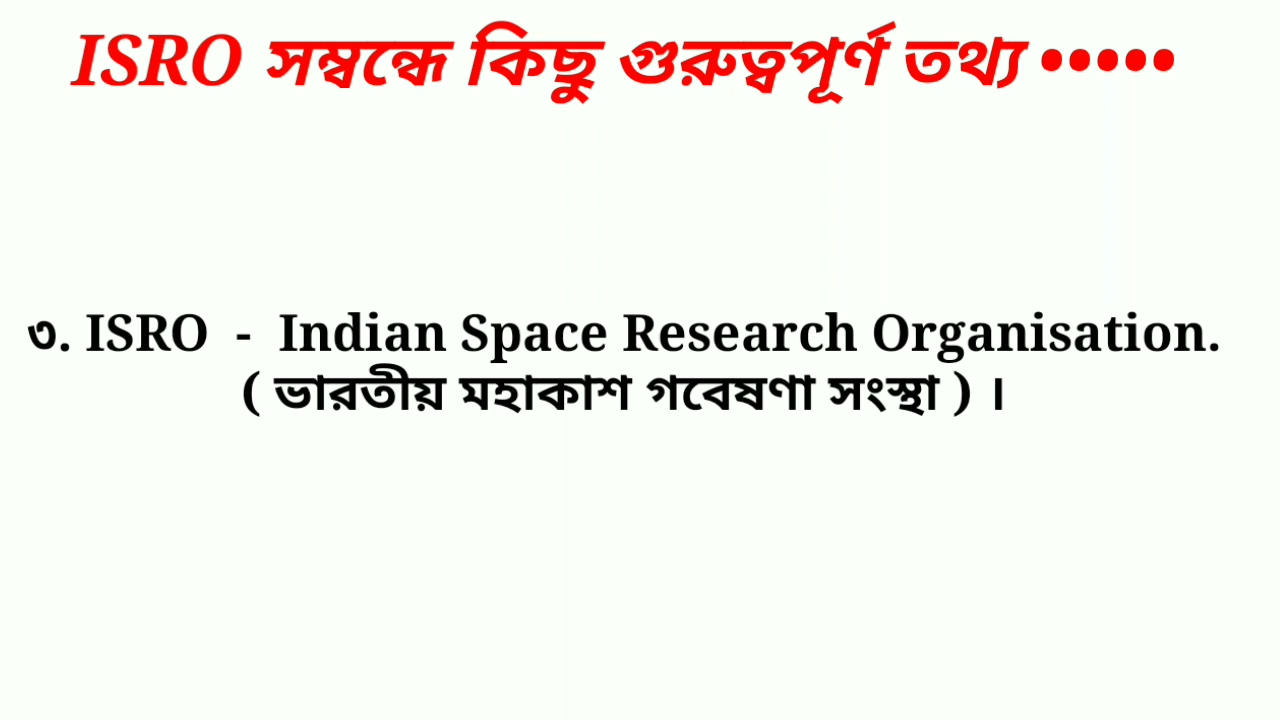 ISRO সম্বন্ধে কিছু গুরুত্বপূর্ণ তথ্য •••••
৩. ISRO - Indian Space Research Organisation.
( ভারতীয় মহাকাশ গবেষণা সংস্থা ) ।